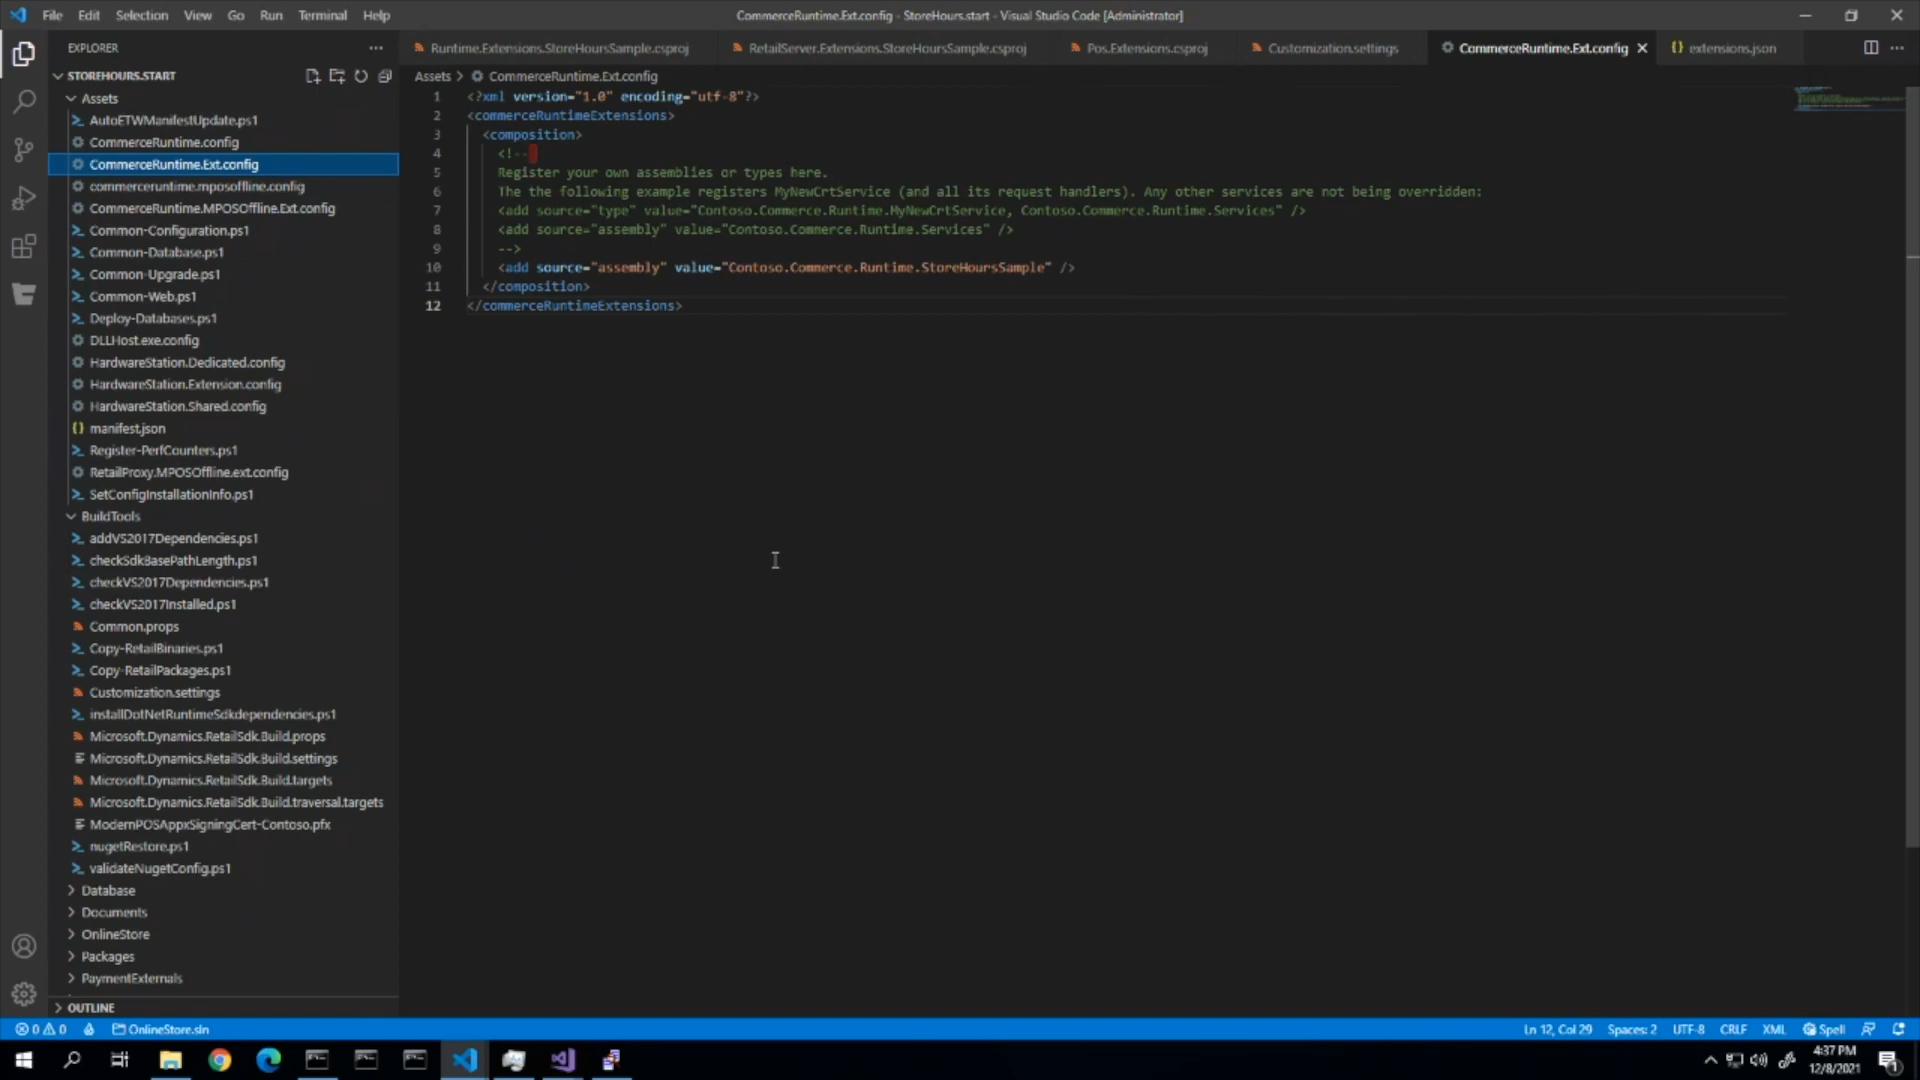 File Edit Selection View Go Run Terminal Help
CommerceRuntime.Ext.config - StoreHours.start - Visual Studio Code [Administrator]
EXPLORER
Runtime.Extensions.StoreHoursSample.csproj
RetailServer.Extensions.StoreHoursSample.csproj
Pos.Extensions.csproj
Customization.settings
CommerceRuntime.Ext.config
extensions.json
STOREHOURS.START
Assets
AutoETWManifestUpdate.ps1
CommerceRuntime.config
CommerceRuntime.Ext.config
commerceruntime.mposoffline.config
CommerceRuntime.MPOSOffline.Ext.config
Common-Configuration.ps1
Common-Database.ps1
Common-Upgrade.ps1
Common-Web.ps1
Deploy-Databases.ps1
DLLHost.exe.config
HardwareStation.Dedicated.config
HardwareStation.Extension.config
HardwareStation.Shared.config
manifest.json
Register-PerfCounters.ps1
RetailProxy.MPOSOffline.ext.config
SetConfigInstallationInfo.ps1
BuildTools
addVS2017Dependencies.ps1
checkSdkBasePathLength.ps1
checkVS2017Dependencies.ps1
checkVS2017Installed.ps1
Common.props
Copy-RetailBinaries.ps1
Copy-RetailPackages.ps1
Customization.settings
installDotNetRuntimeSdkdependencies.ps1
Microsoft.Dynamics.RetailSdk.Build.props
Microsoft.Dynamics.RetailSdk.Build.settings
Microsoft.Dynamics.RetailSdk.Build.targets
Microsoft.Dynamics.RetailSdk.Build.traversal.targets
ModernPOSAppxSigningCert-Contoso.pfx
nugetRestore.ps1
validateNugetConfig.ps1
Database
Documents
OnlineStore
Packages
PaymentExternals
OUTLINE
Assets > CommerceRuntime.Ext.config
1 <?xml version="1.0" encoding="utf-8"?>
2 <commerceRuntimeExtensions>
3 <composition>
4 <!--
5 Register your own assemblies or types here.
6 The the following example registers MyNewCrtService (and all its request handlers). Any other services are not being overridden:
7 <add source="type" value="Contoso.Commerce.Runtime.MyNewCrtService, Contoso.Commerce.Runtime.Services" />
8 <add source="assembly" value="Contoso.Commerce.Runtime.Services" />
9 -->
10 <add source="assembly" value="Contoso.Commerce.Runtime.StoreHoursSample" />
11 </composition>
12 </commerceRuntimeExtensions>
0 0 OnlineStore.sln
Ln 12, Col 29 Spaces: 2 UTF-8 CRLF XML Spell
4:37 PM
12/8/2021
1